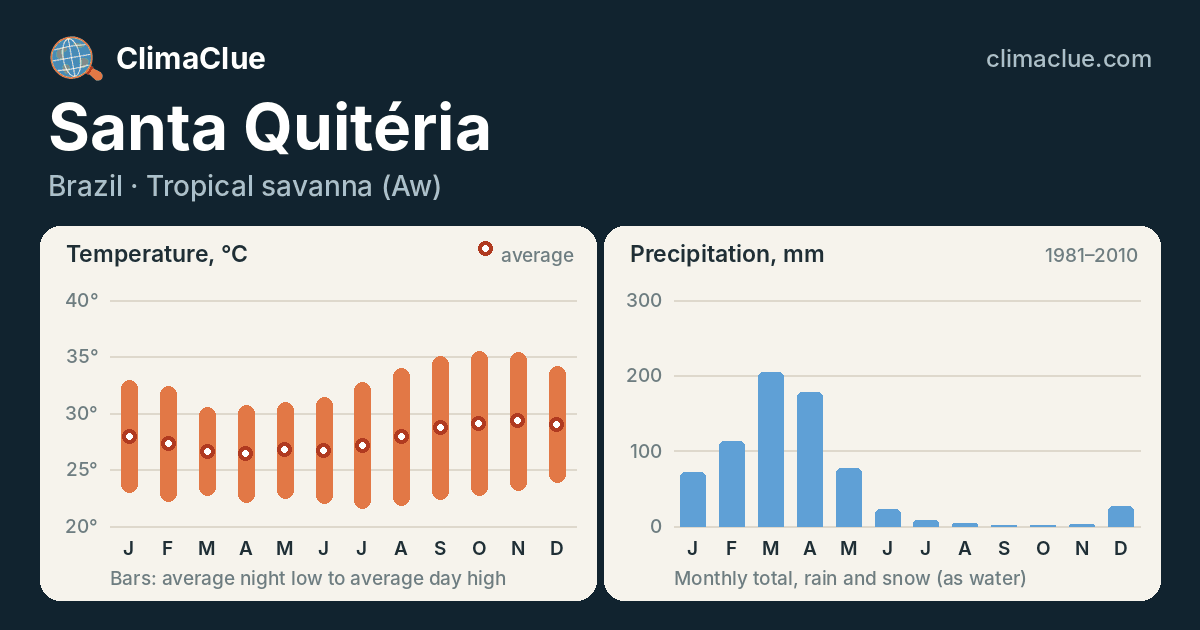 ClimaClue
climaclue.com
Santa Quitéria
Brazil · Tropical savanna (Aw)
Temperature, °C
average
40°
35°
30°
25°
20°
J F M A M J J A S O N D
Bars: average night low to average day high
Precipitation, mm
1981–2010
300
200
100
0
J F M A M J J A S O N D
Monthly total, rain and snow (as water)